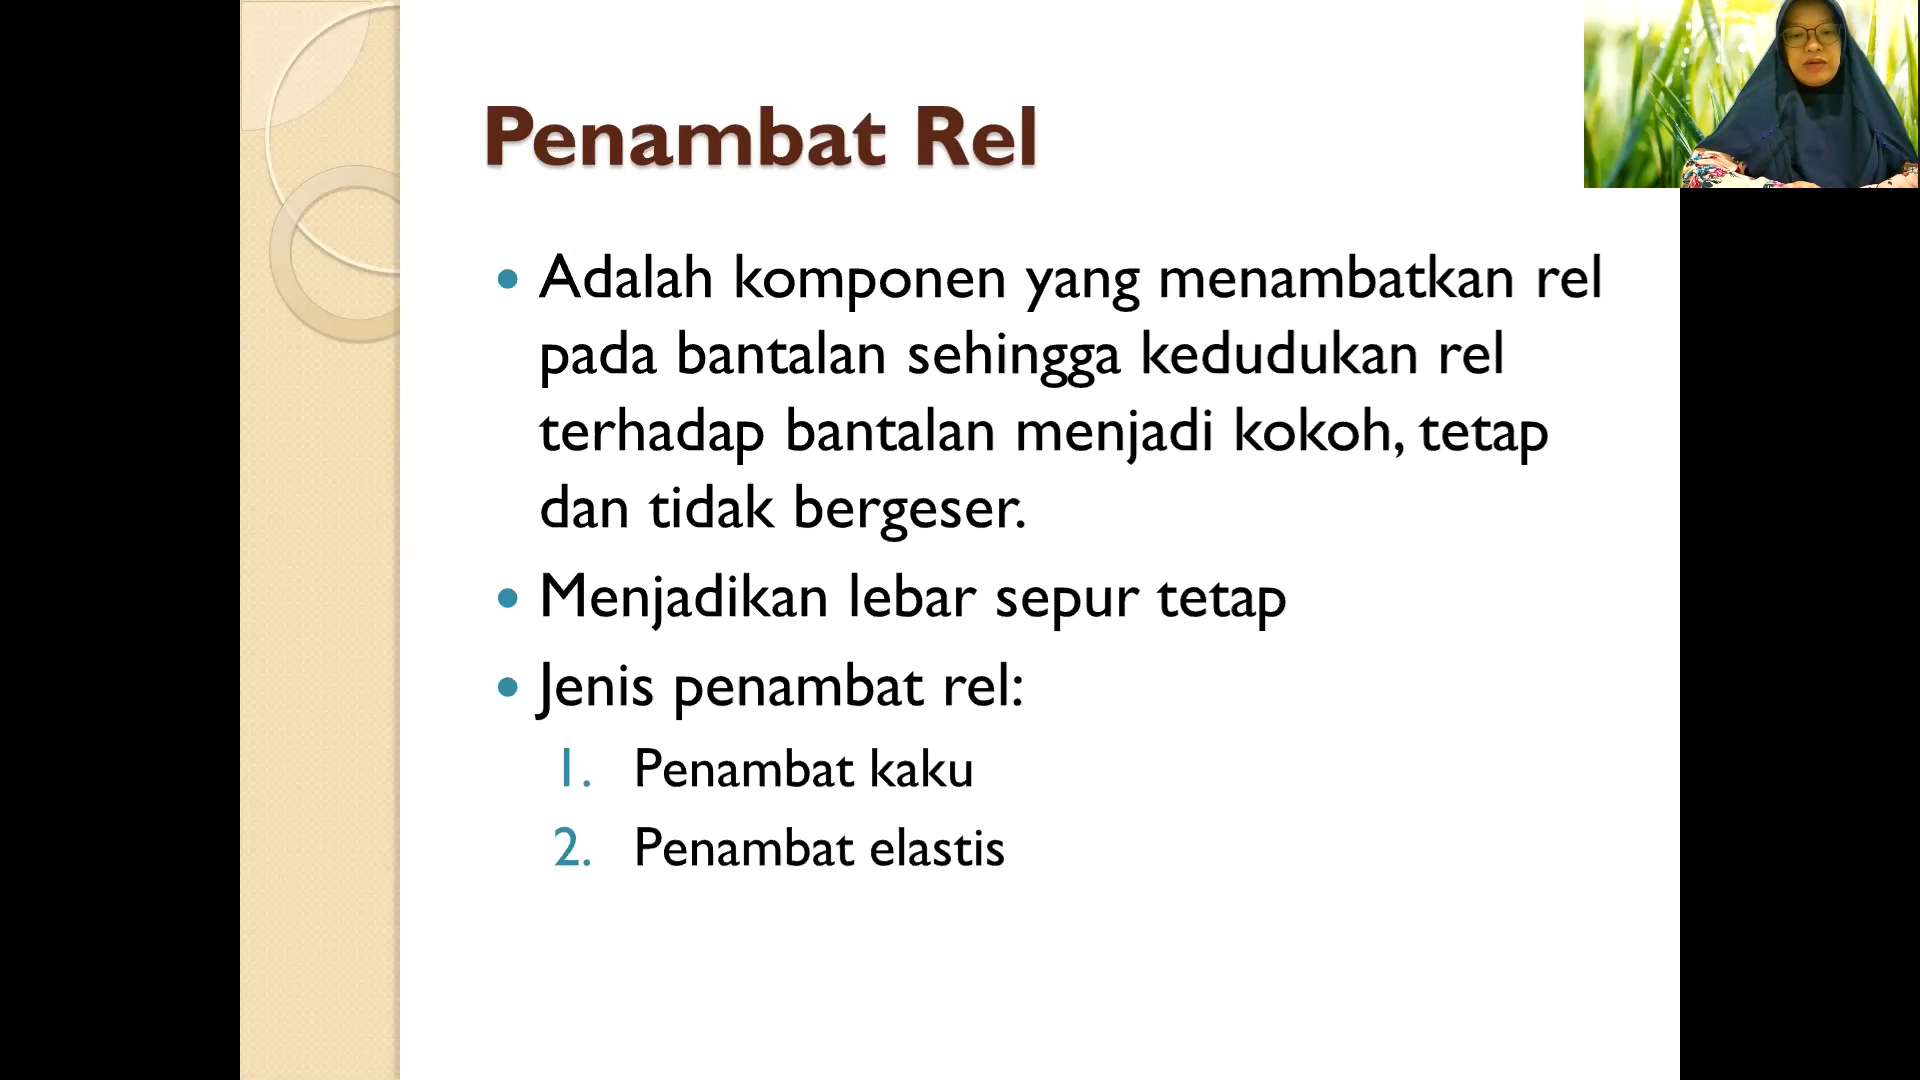 Penambat Rel
• Adalah komponen yang menambatkan rel
pada bantalan sehingga kedudukan rel
terhadap bantalan menjadi kokoh, tetap
dan tidak bergeser.
• Menjadikan lebar sepur tetap
• Jenis penambat rel:
1. Penambat kaku
2. Penambat elastis